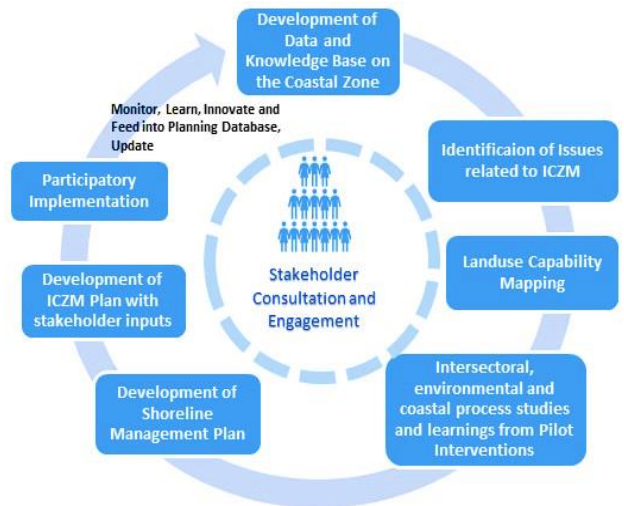 Development of
Data and
Knowledge Base on
the Coastal Zone
Identificaion of Issues
related to ICZM
Landuse Capability
Mapping
Intersectoral,
environmental and
coastal process studies
and learnings from Pilot
Interventions
Development of
Shoreline
Management Plan
Development of
ICZM Plan with
stakeholder inputs
Participatory
Implementation
Monitor, Learn, Innovate and
Feed into Planning Database,
Update
Stakeholder
Consultation and
Engagement